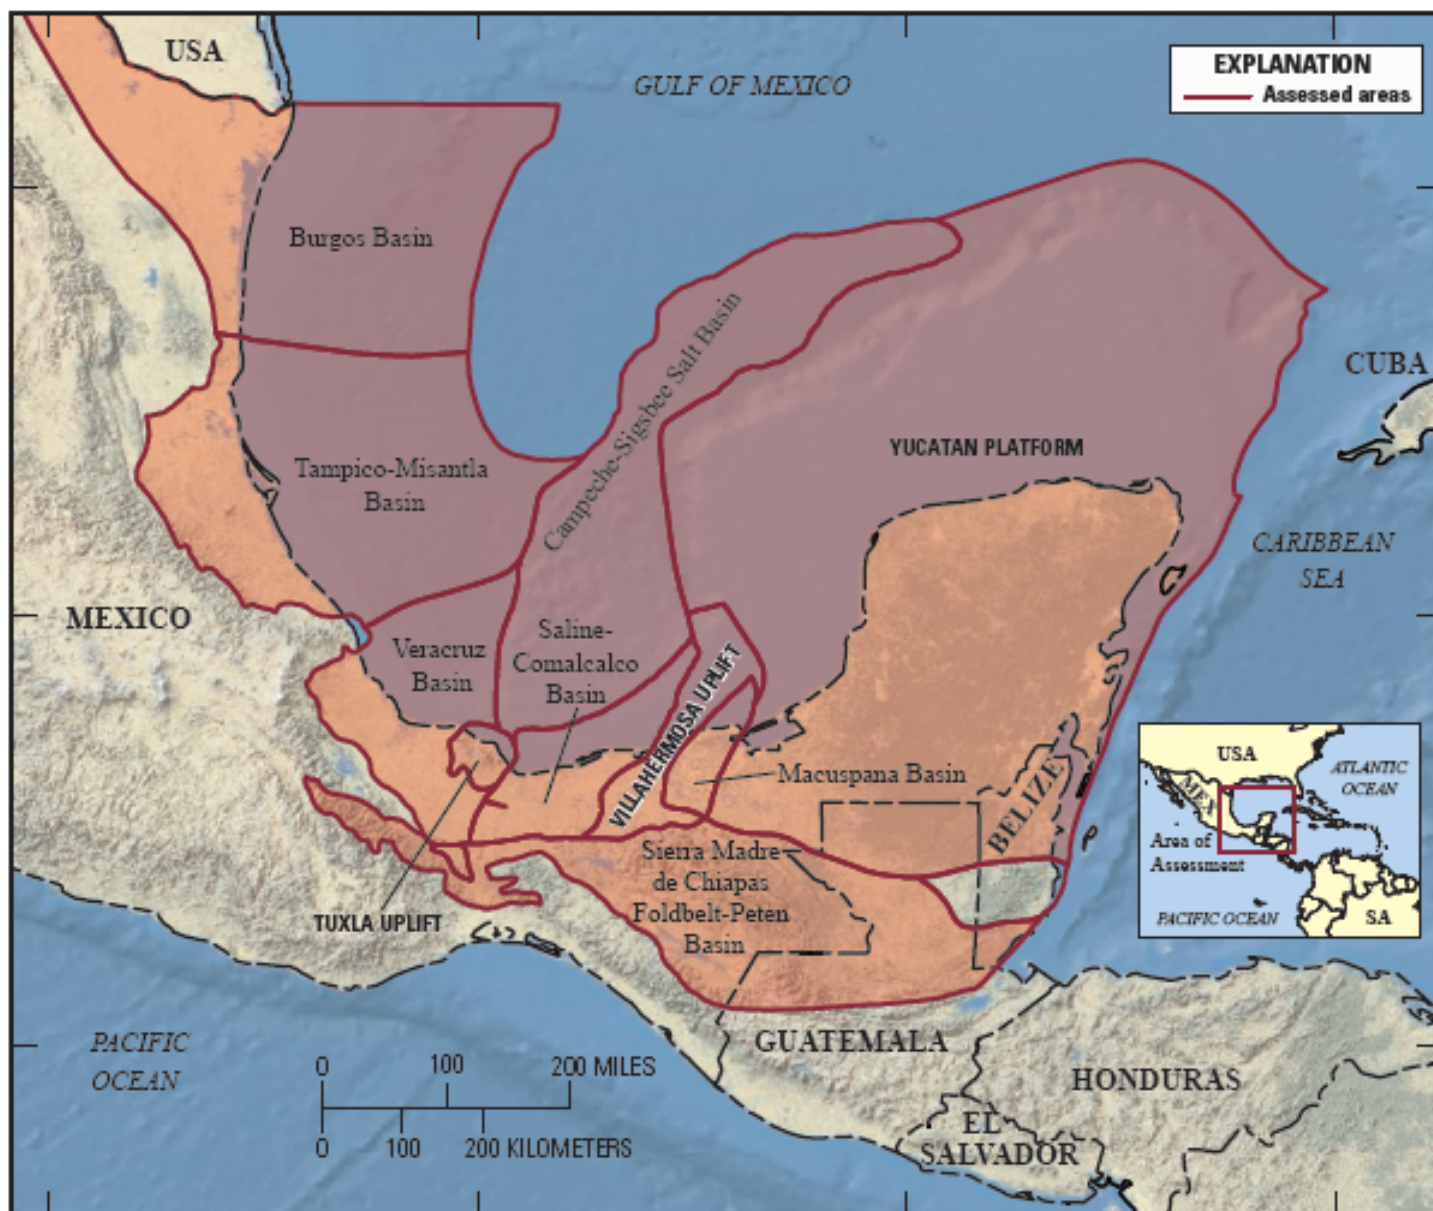 USA
GULF OF MEXICO
EXPLANATION
Assessed areas
Burgos Basin
Campeche-Sigsbee Salt Basin
CUBA
YUCATAN PLATFORM
Tampico-Misantla
Basin
CARIBBEAN
SEA
MEXICO
Veracruz
Basin
Saline-
Comalcalco
Basin
VILLAHERMOSA UPLIFT
Macuspana Basin
BELIZE
Sierra Madre
de Chiapas
Foldbelt-Petén
Basin
TUXLA UPLIFT
USA
MEX
ATLANTIC
OCEAN
Area of
Assessment
PACIFIC OCEAN
SA
PACIFIC
OCEAN
GUATEMALA
HONDURAS
EL
SALVADOR
0 100 200 MILES
0 100 200 KILOMETERS